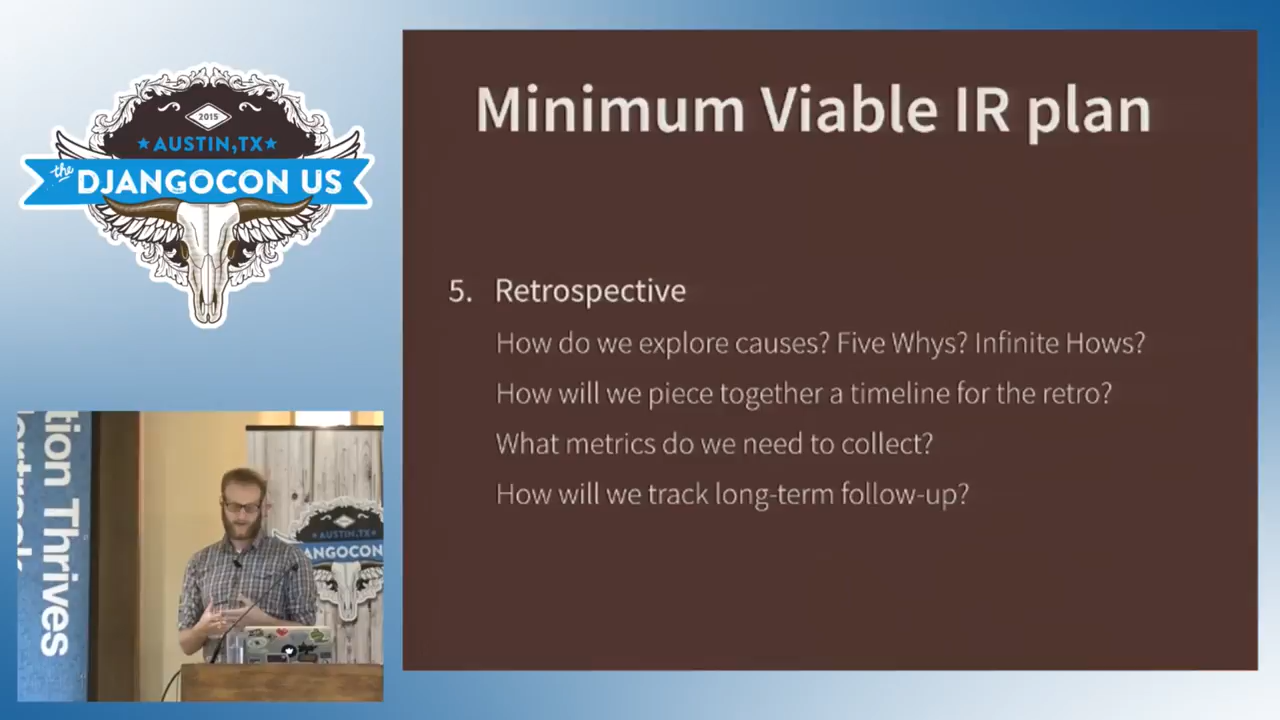 2015
★ AUSTIN, TX ★
the DJANGOCON US
Minimum Viable IR plan
5. Retrospective
How do we explore causes? Five Whys? Infinite Hows?
How will we piece together a timeline for the retro?
What metrics do we need to collect?
How will we track long-term follow-up?
tion Thrives
AUSTIN,TX
ANGOCON